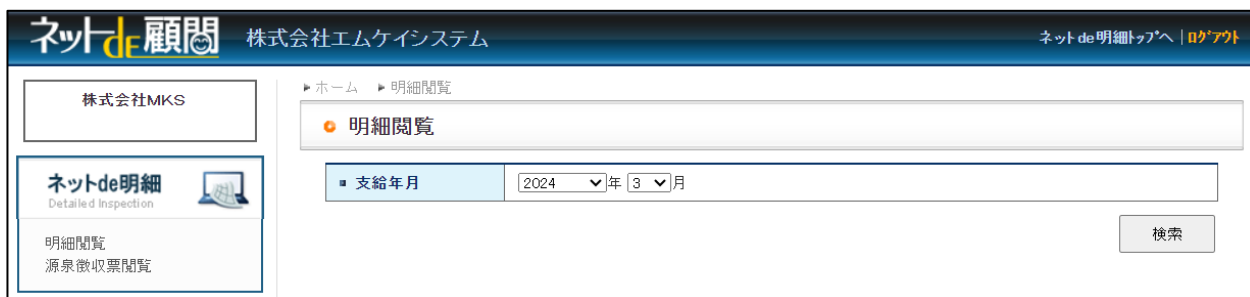 ネットde顧問 株式会社エムケイシステム ネットde明細トップへ | ログアウト
株式会社MKS
▶ホーム ▶明細閲覧
明細閲覧
ネットde明細
Detailed Inspection
明細閲覧
源泉徴収票閲覧
支給年月 2024 年 3 月
検索